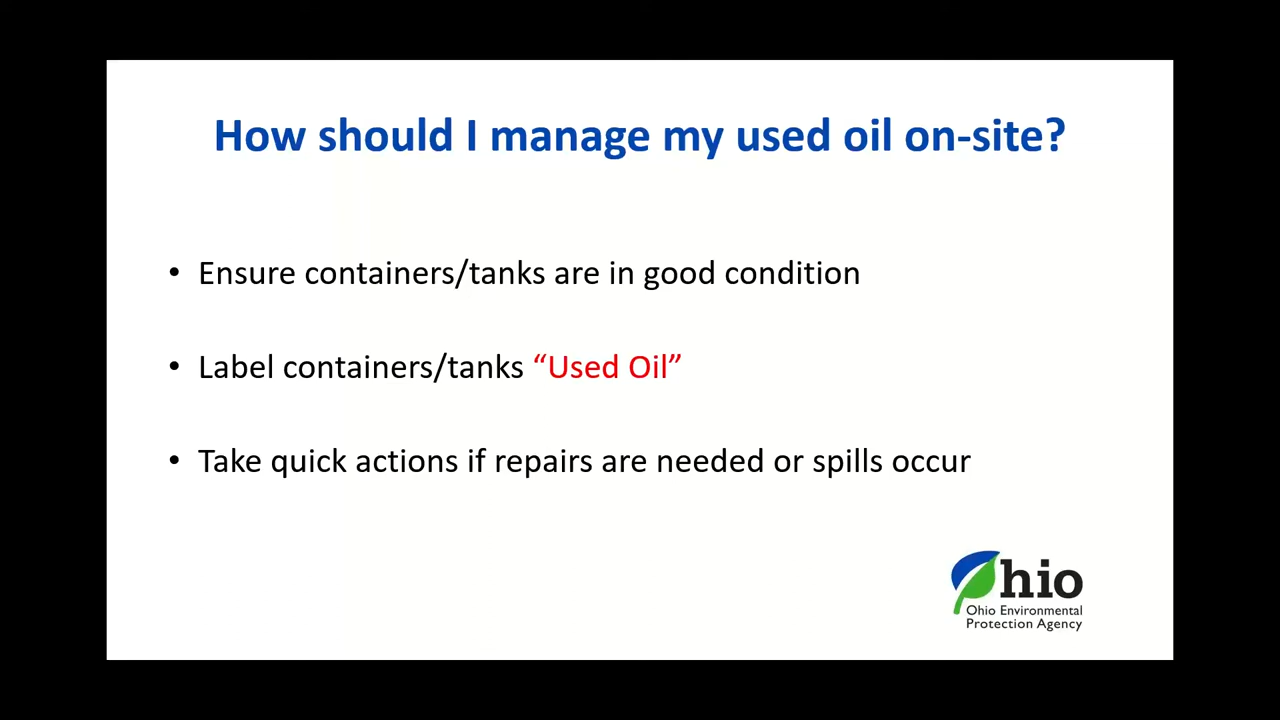 How should I manage my used oil on-site?
• Ensure containers/tanks are in good condition
• Label containers/tanks “Used Oil”
• Take quick actions if repairs are needed or spills occur
Ohio
Ohio Environmental
Protection Agency